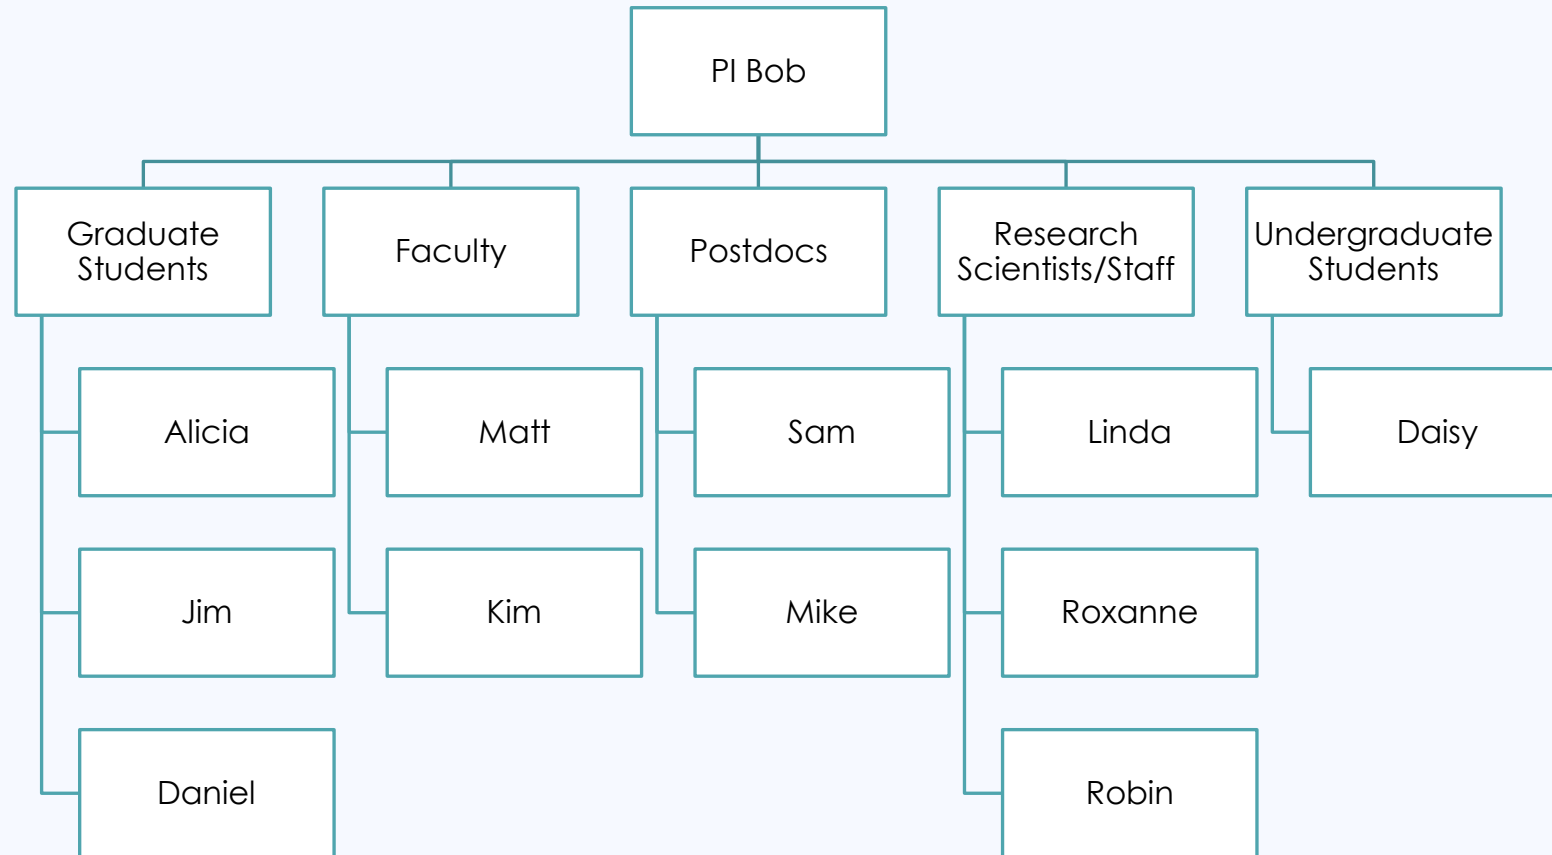 PI Bob
Graduate
Students
Faculty
Postdocs
Research
Scientists/Staff
Undergraduate
Students
Alicia
Matt
Sam
Linda
Daisy
Jim
Kim
Mike
Roxanne
Daniel
Robin